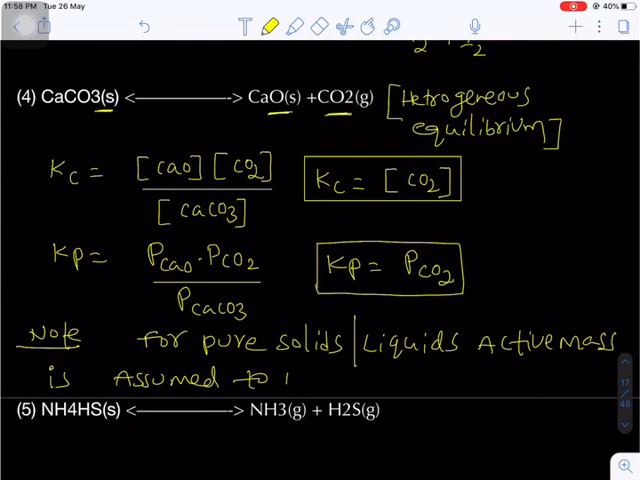 11:58 PM Tue 26 May
40%
(4) CaCO3(s) <————————> CaO(s) +CO2(g) [Hetrogeneous
equilibrium]
Kc = [CaO] [CO2] / [CaCO3]
Kc = [CO2]
Kp = PCaO . PCO2 / PCaCO3
Kp = PCO2
Note for pure solids | Liquids Active mass
is Assumed to 1
(5) NH4HS(s) <————————> NH3(g) + H2S(g)
17
48